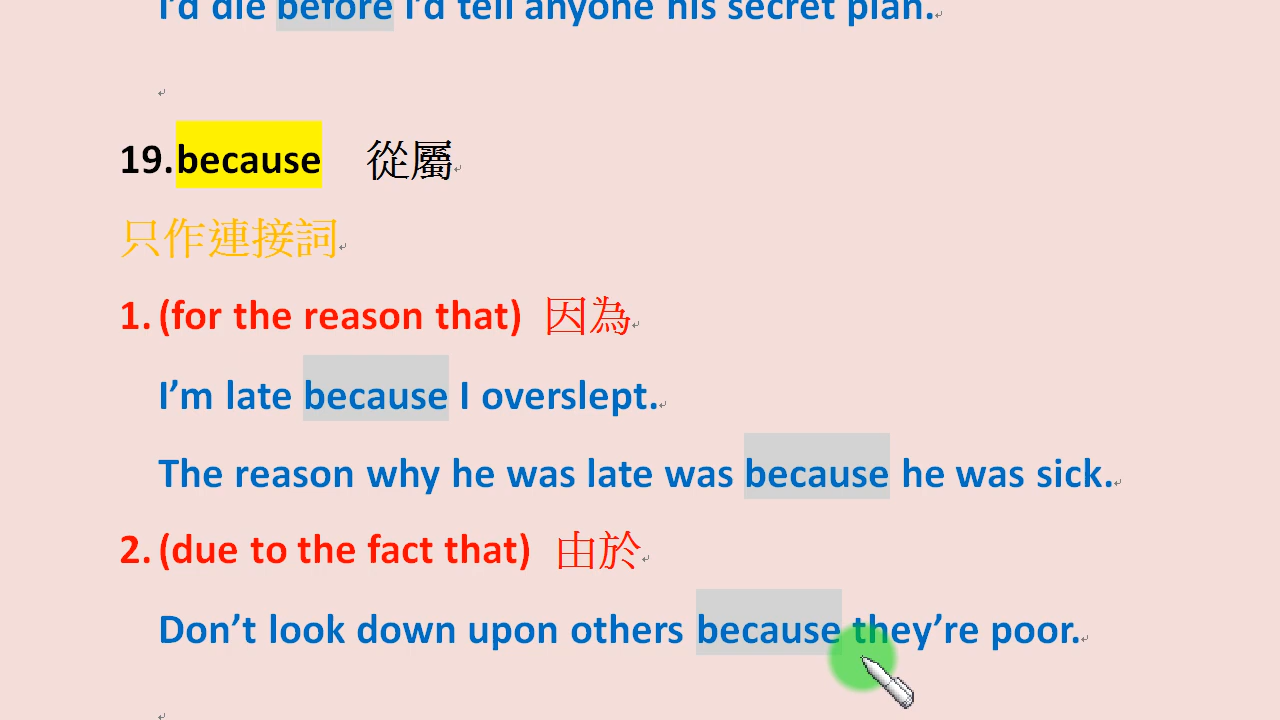 I'd die before I'd tell anyone his secret plan.
19.because 從屬
只作連接詞
1. (for the reason that) 因為
I'm late because I overslept.
The reason why he was late was because he was sick.
2. (due to the fact that) 由於
Don't look down upon others because they're poor.